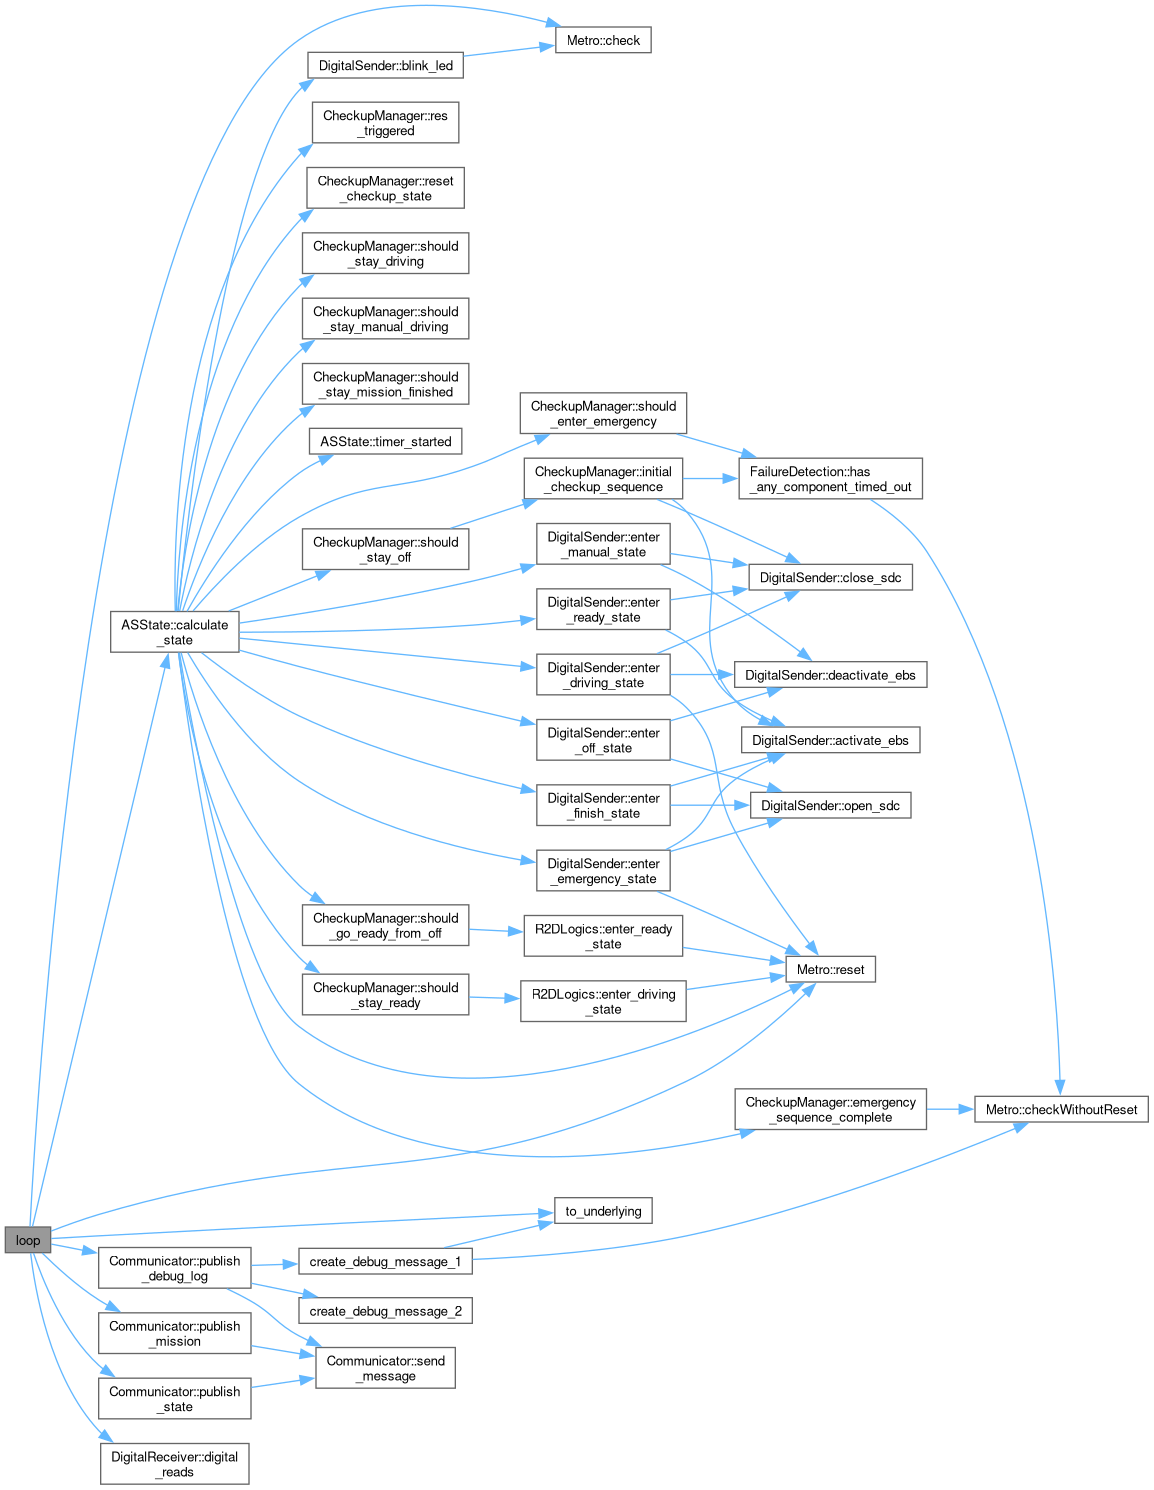 Metro::check
DigitalSender::blink_led
CheckupManager::res
_triggered
CheckupManager::reset
_checkup_state
CheckupManager::should
_stay_driving
CheckupManager::should
_stay_manual_driving
CheckupManager::should
_stay_mission_finished
ASState::timer_started
CheckupManager::should
_enter_emergency
CheckupManager::initial
_checkup_sequence
FailureDetection::has
_any_component_timed_out
CheckupManager::should
_stay_off
DigitalSender::enter
_manual_state
DigitalSender::close_sdc
DigitalSender::enter
_ready_state
ASState::calculate
_state
DigitalSender::enter
_driving_state
DigitalSender::deactivate_ebs
DigitalSender::enter
_off_state
DigitalSender::activate_ebs
DigitalSender::enter
_finish_state
DigitalSender::open_sdc
DigitalSender::enter
_emergency_state
CheckupManager::should
_go_ready_from_off
R2DLogics::enter_ready
_state
Metro::reset
CheckupManager::should
_stay_ready
R2DLogics::enter_driving
_state
CheckupManager::emergency
_sequence_complete
Metro::checkWithoutReset
to_underlying
loop
Communicator::publish
_debug_log
create_debug_message_1
create_debug_message_2
Communicator::publish
_mission
Communicator::send
_message
Communicator::publish
_state
DigitalReceiver::digital
_reads